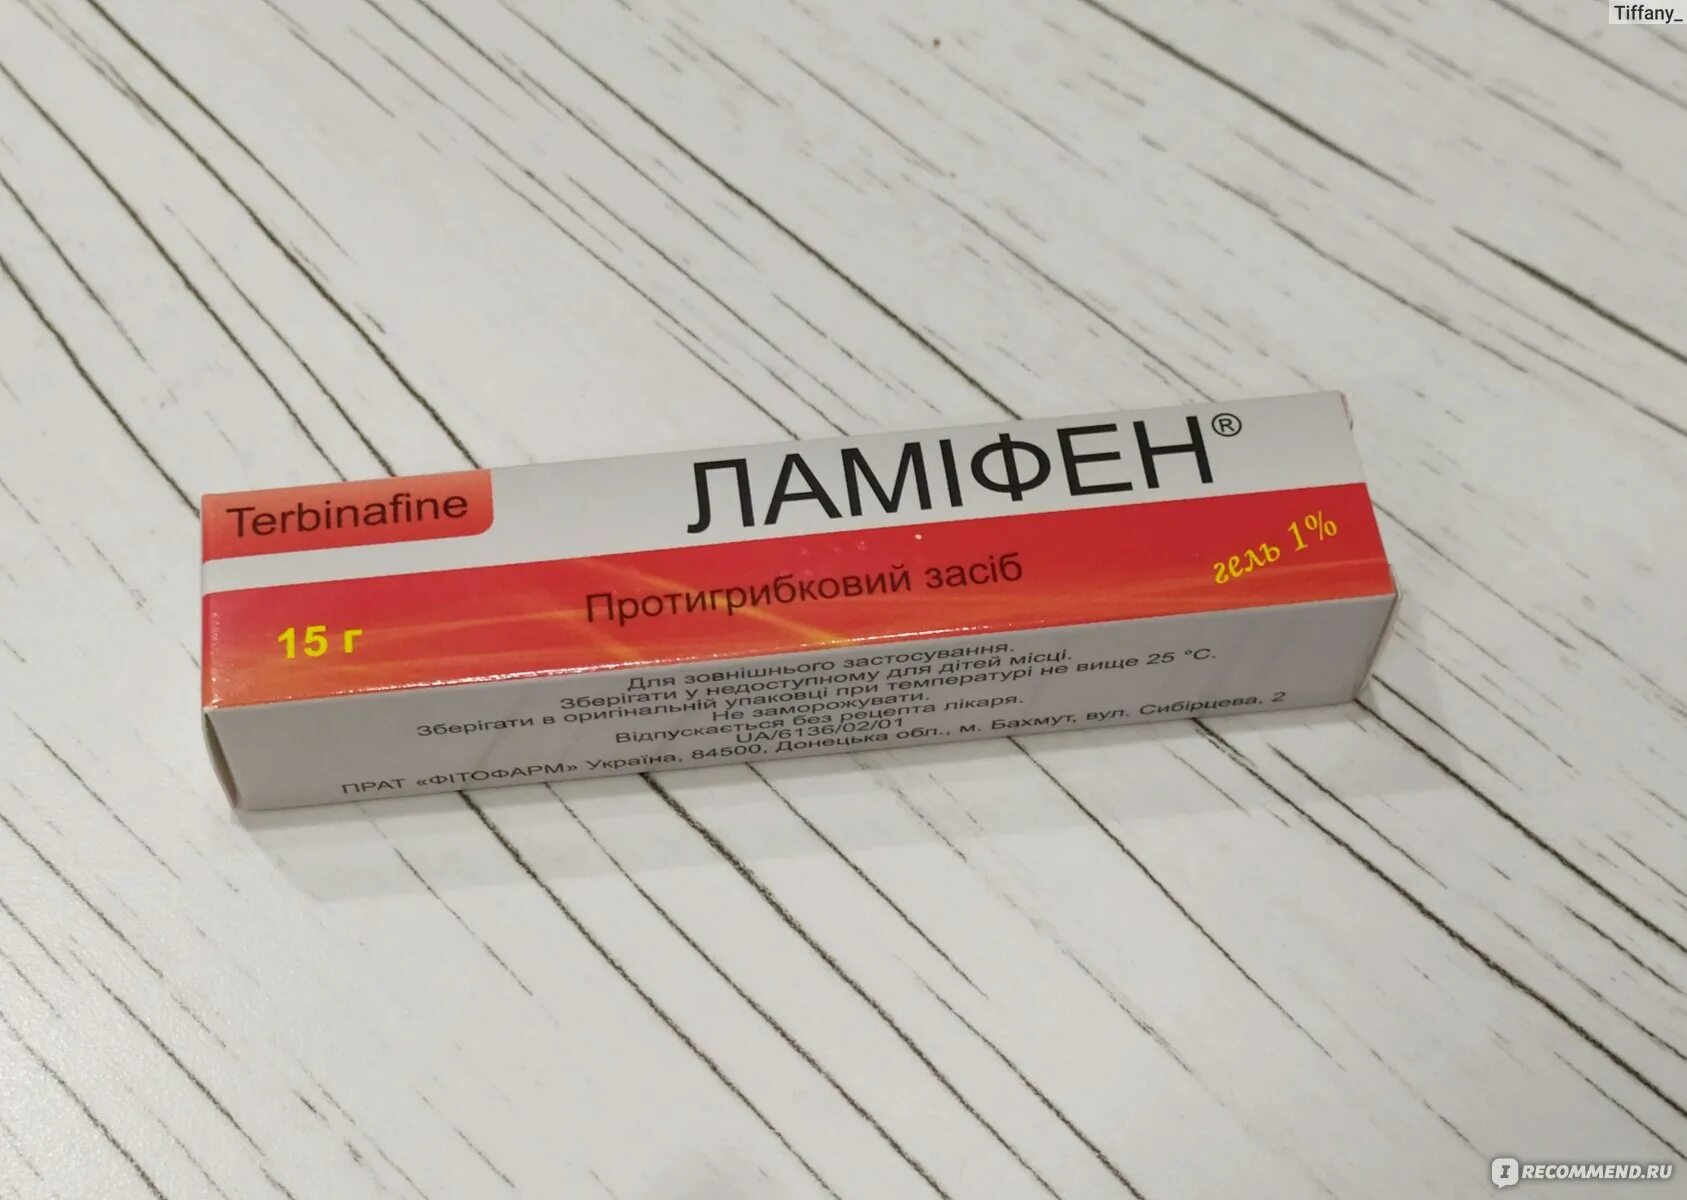 Tiffany_
Terbinafine
ЛАМІФЕН®
15 г
Протигрибковий засіб
гель 1%
Для зовнішнього застосування.
Зберігати у недоступному для дітей місці.
Зберігати в оригінальній упаковці при температурі не вище 25 °С.
Не заморожувати.
Відпускається без рецепта лікаря.
UA/6136/02/01
ПРАТ «ФІТОФАРМ» Україна, 84500, Донецька обл., м. Бахмут, вул. Сибірцева, 2
IRECOMMEND.RU